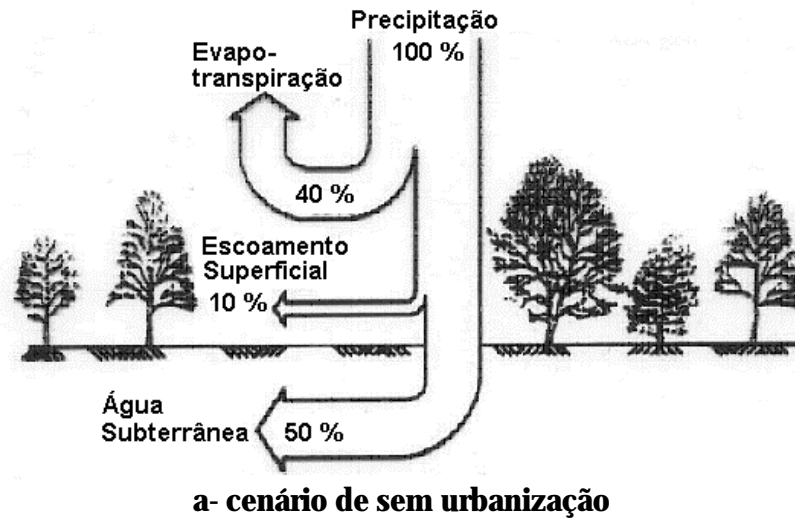 Precipitação
100 %
Evapo-
transpiração
40 %
Escoamento
Superficial
10 %
Água
Subterrânea
50 %
a- cenário de sem urbanização